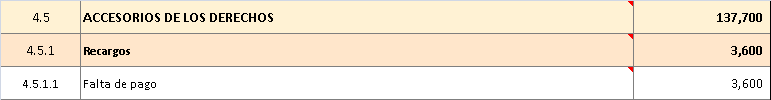 4.5 ACCESORIOS DE LOS DERECHOS 137,700
4.5.1 Recargos 3,600
4.5.1.1 Falta de pago 3,600